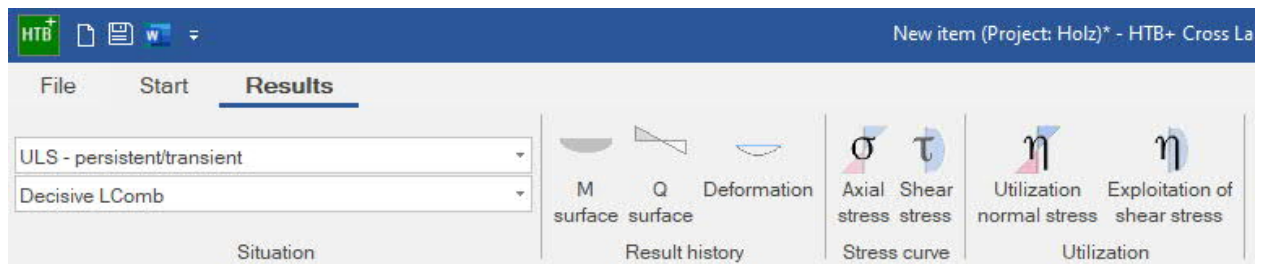 HTB+
New item (Project: Holz)* - HTB+ Cross La
File Start Results
ULS - persistent/transient
Decisive LComb
Situation
M surface
Q surface
Deformation
Result history
σ
Axial stress
τ
Shear stress
Stress curve
η
Utilization normal stress
η
Exploitation of shear stress
Utilization